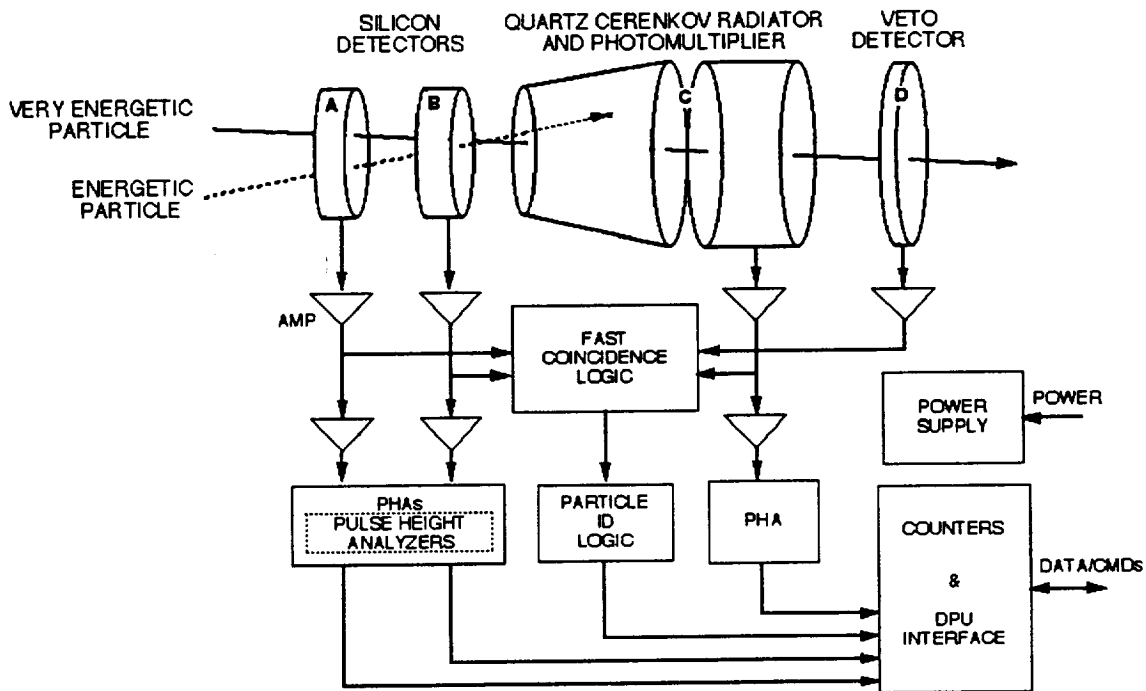 SILICON
DETECTORS
QUARTZ CERENKOV RADIATOR
AND PHOTOMULTIPLIER
VETO
DETECTOR
A
B
C
D
VERY ENERGETIC
PARTICLE
ENERGETIC
PARTICLE
AMP
FAST
COINCIDENCE
LOGIC
POWER
SUPPLY
POWER
PHAs
PULSE HEIGHT
ANALYZERS
PARTICLE
ID
LOGIC
PHA
COUNTERS
&
DPU
INTERFACE
DATA/CMDs